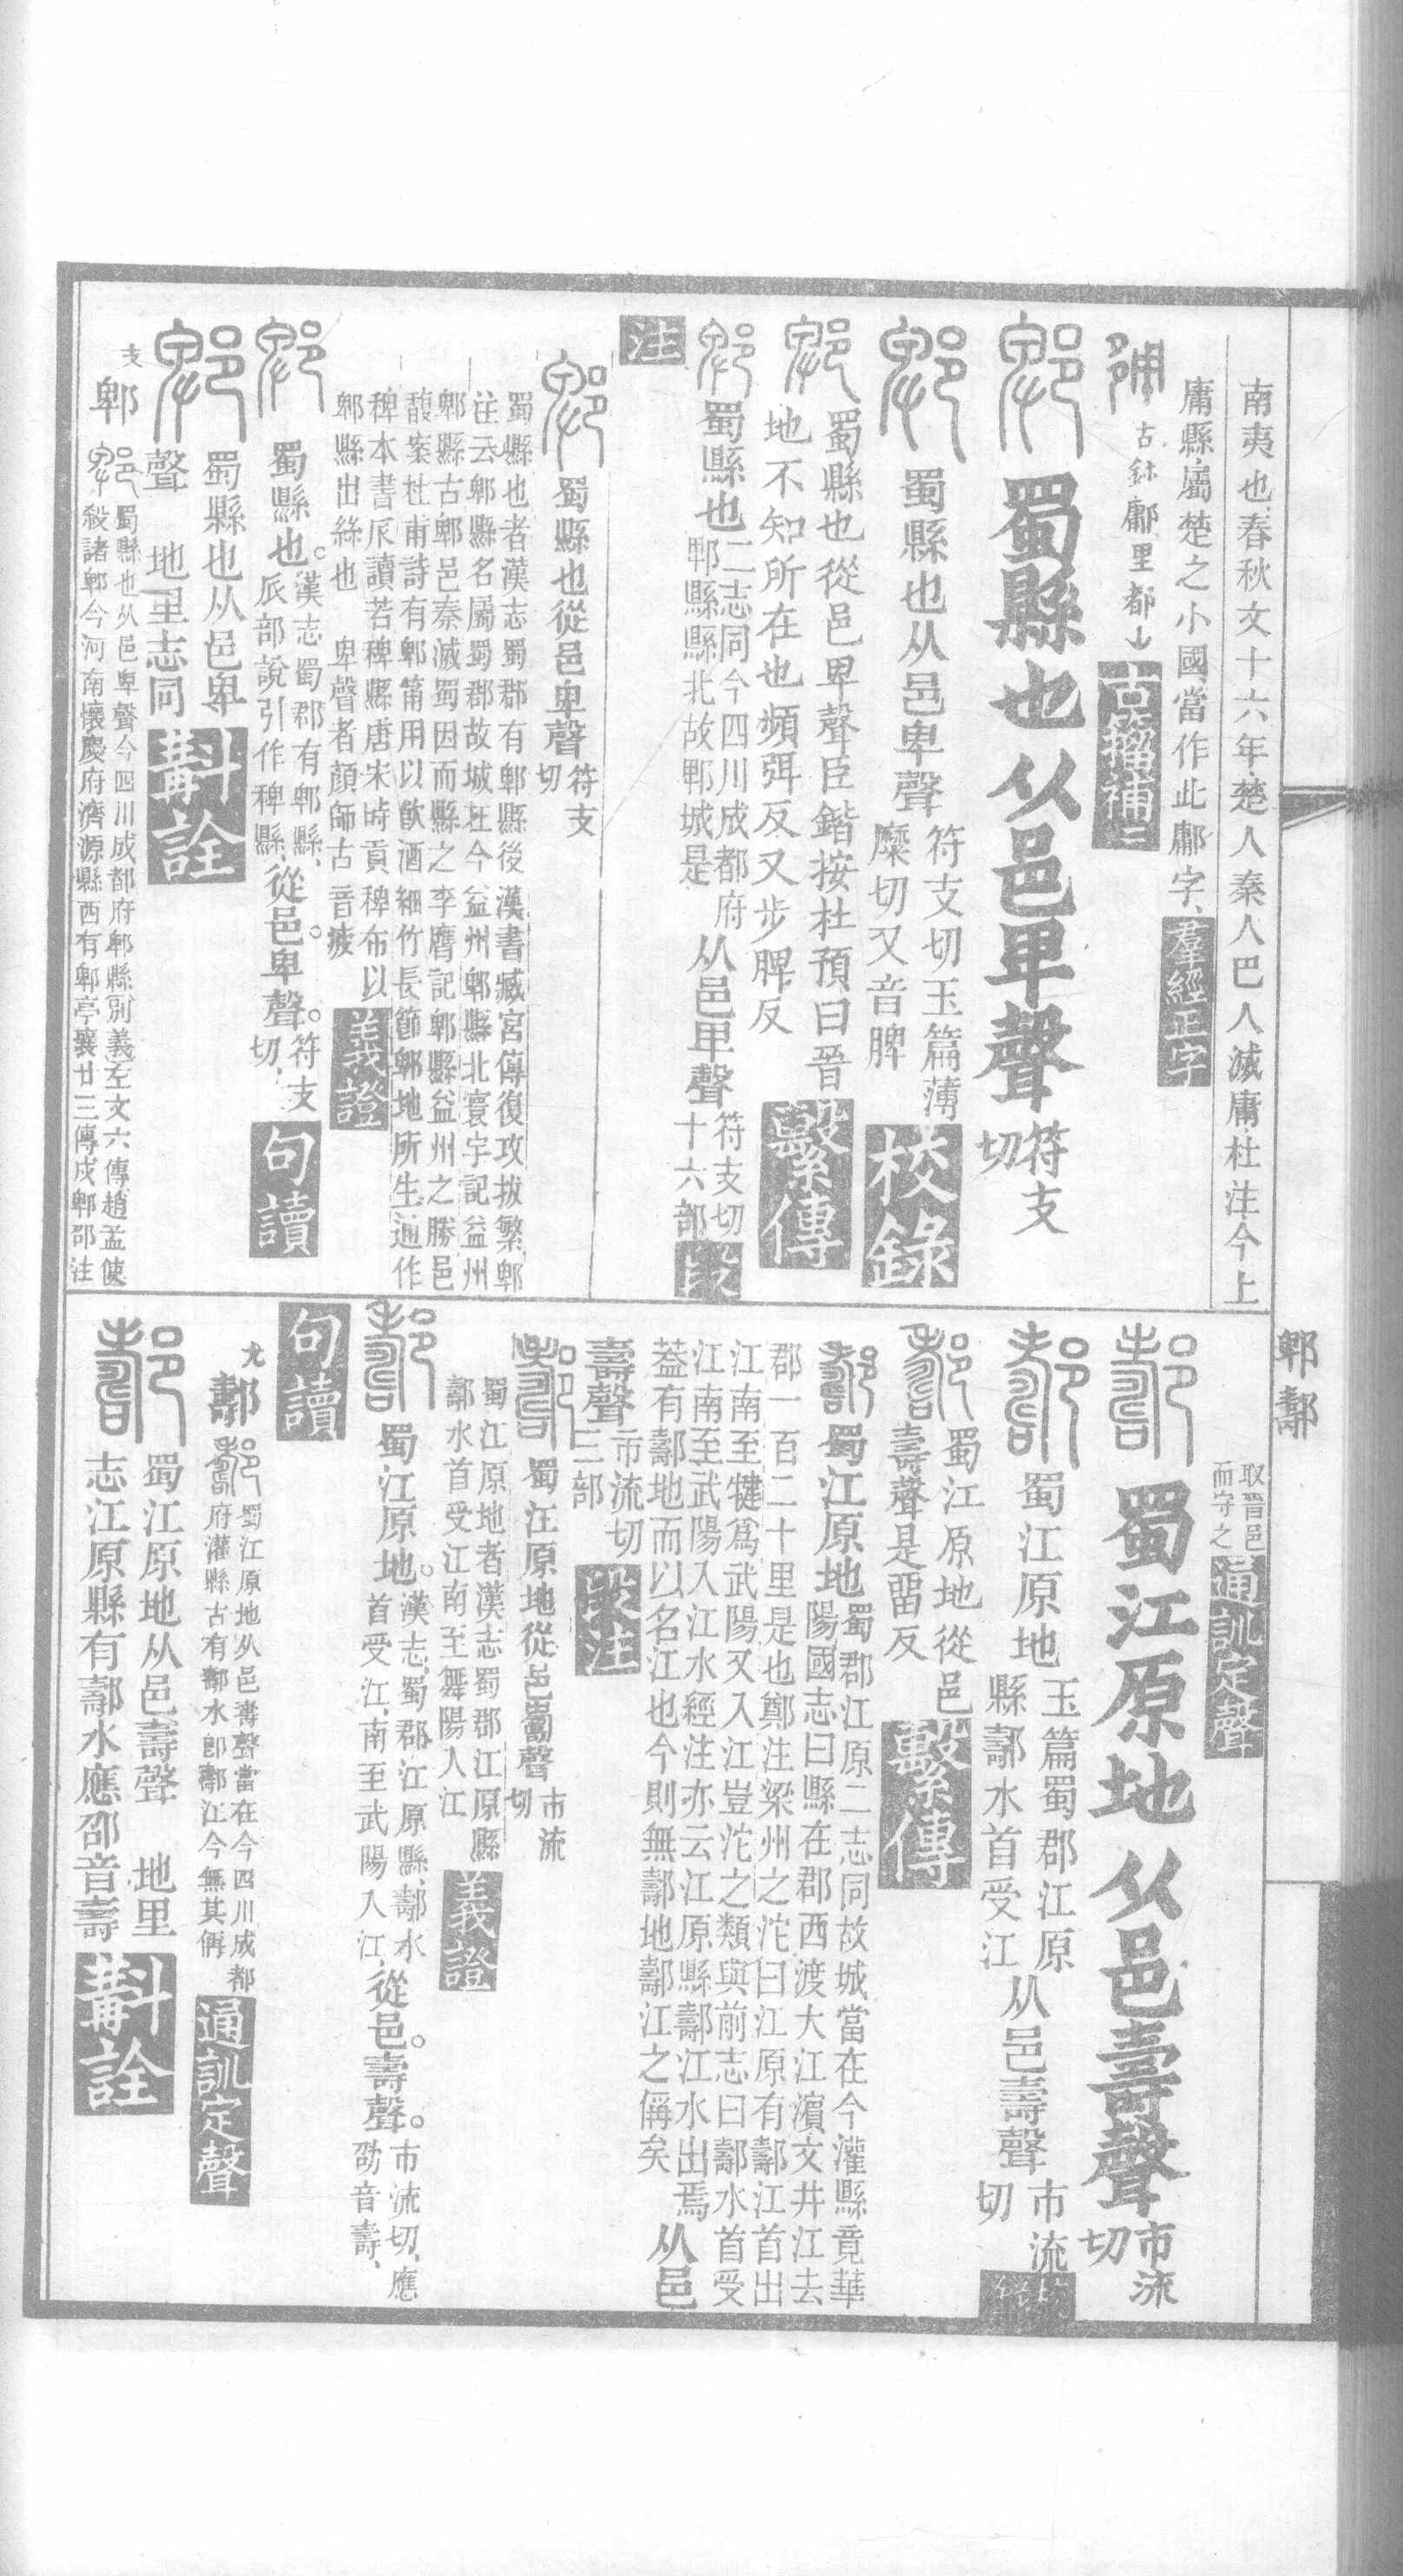 南夷也春秋文十六年楚人秦人巴人滅庸杜注今上
庸縣屬楚之小國當作此鄘字、羣經正字
古鉥鄘里都 古籀補
蜀縣也从邑卑聲符支切
蜀縣也从邑卑聲符支切玉篇薄糜切又音脾 校錄
蜀縣也從邑卑聲臣鍇按杜預曰晉
地不知所在也頻弭反又步脾反 繫傳
蜀縣也二志同今四川成都府郫縣縣北故郫城是从邑卑聲符支切十六部 段
注
蜀縣也從邑卑聲符支切
蜀縣也者漢志蜀郡有郫縣後漢書臧宮傳復攻拔繁郫
注云郫縣名屬蜀郡故城在今益州郫縣北寰宇記益州
郫縣古郫邑秦滅蜀因而縣之李膺記郫縣益州之勝邑
馥案杜甫詩有郫筩用以飲酒細竹長節郫地所生通作
稗本書𠂢讀若稗縣唐宋時貢稗布以
郫縣出絲也　卑聲者顏師古音疲 義證
蜀縣也。漢志蜀郡有郫縣、𠂢部說引作稗縣、從邑卑聲。符支切、 句讀
蜀縣也从邑卑
聲　地里志同 斠詮
支 郫 蜀縣也从邑卑聲今四川成都府郫縣別義左文六傳趙孟使
殺諸郫今河南懷慶府濟源縣西有郫亭襄廿三傳戍郫邵注
郫 𨞪
取晉邑
而守之 通訓定聲
蜀江原地从邑壽聲市流切
蜀江原地玉篇蜀郡江原縣𨞪水首受江从邑壽聲市流切
蜀江原地從邑
壽聲是畱反 繫傳
蜀江原地蜀郡江原二志同故城當在今灌縣竟華
陽國志曰縣在郡西渡大江濵文井江去
郡一百二十里是也鄭注梁州之沱曰江原有𨞪江首出
江南至犍爲武陽又入江豈沱之類與前志曰𨞪水首受
江南至武陽入江水經注亦云江原縣𨞪江水出焉
葢有𨞪地而以名江也今則無𨞪地𨞪江之偁矣从邑
壽聲市流切三部 段注
蜀江原地從邑壽聲市流切
蜀江原地者漢志蜀郡江原縣
𨞪水首受江南至舞陽入江 義證
蜀江原地。漢志、蜀郡江原縣、𨞪水首受江、南至武陽入江、從邑。壽聲。市流切、應劭音壽、
句讀
尤 𨞪 蜀江原地从邑壽聲當在今四川成都
府灌縣古有𨞪水卽𨞪江今無其偁 通訓定聲
蜀江原地从邑壽聲　地里
志江原縣有𨞪水應邵音壽 斠詮